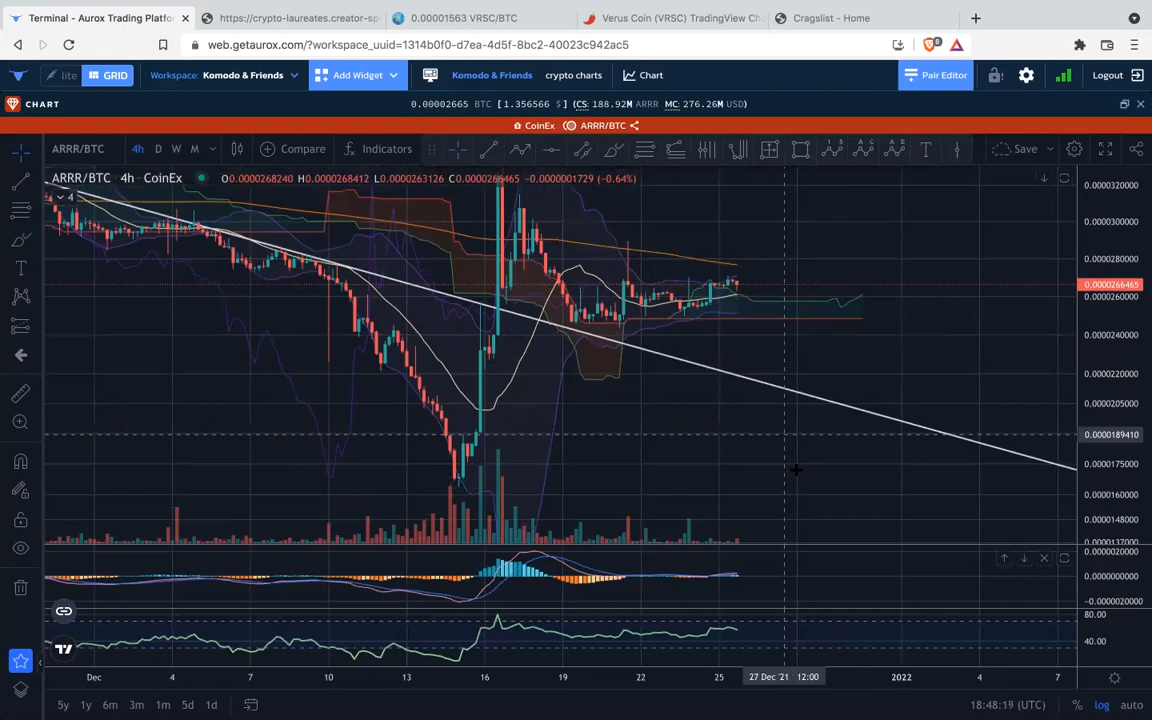 Terminal - Aurox Trading Platfo
https://crypto-laureates.creator-sp
0.00001563 VRSC/BTC
Verus Coin (VRSC) TradingView Ch
Cragslist - Home
web.getaurox.com/?workspace_uuid=1314b0f0-d7ea-4d5f-8bc2-40023c942ac5
8
lite GRID Workspace: Komodo & Friends Add Widget Komodo & Friends crypto charts Chart Pair Editor Logout
CHART
0.00002665 BTC [1.356566 $] (CS: 188.92M ARRR MC: 276.26M USD)
CoinEx ARRR/BTC
ARRR/BTC 4h D W M Compare Indicators T Save
ARRR/BTC 4h CoinEx O0.0000268240 H0.0000268412 L0.0000263126 C0.0000266465 -0.0000001729 (-0.64%)
4
0.0000320000
0.0000300000
0.0000280000
0.0000266465
0.0000260000
0.0000240000
0.0000220000
0.0000205000
0.0000189410
0.0000175000
0.0000160000
0.0000148000
0.0000137000
0.0000020000
0.0000000000
-0.0000020000
80.00
40.00
Dec 4 7 10 13 16 19 22 25 27 Dec '21 12:00 2022 4 7
5y 1y 6m 3m 1m 5d 1d 18:48:19 (UTC) % log auto